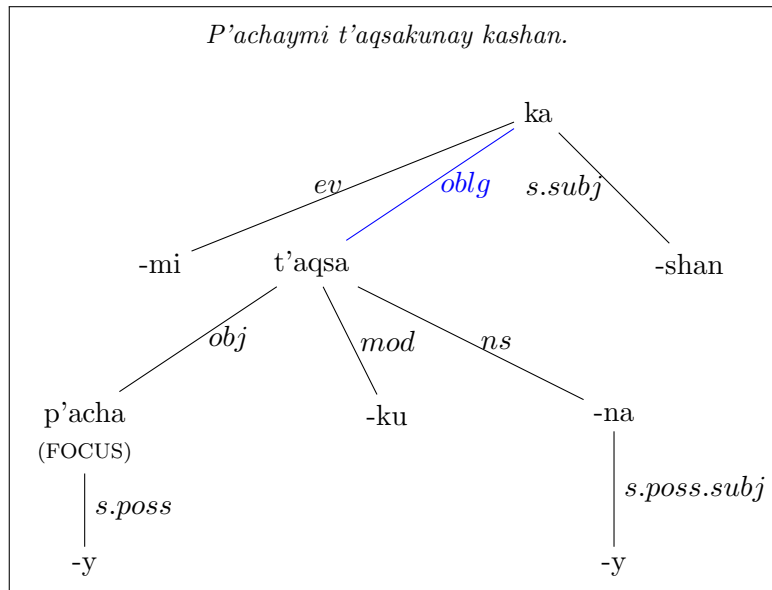 P'achaymi t'aqsakunay kashan.
ka
ev
oblg
s.subj
-mi
t'aqsa
-shan
obj
mod
ns
p'acha
-ku
-na
(FOCUS)
s.poss
s.poss.subj
-y
-y